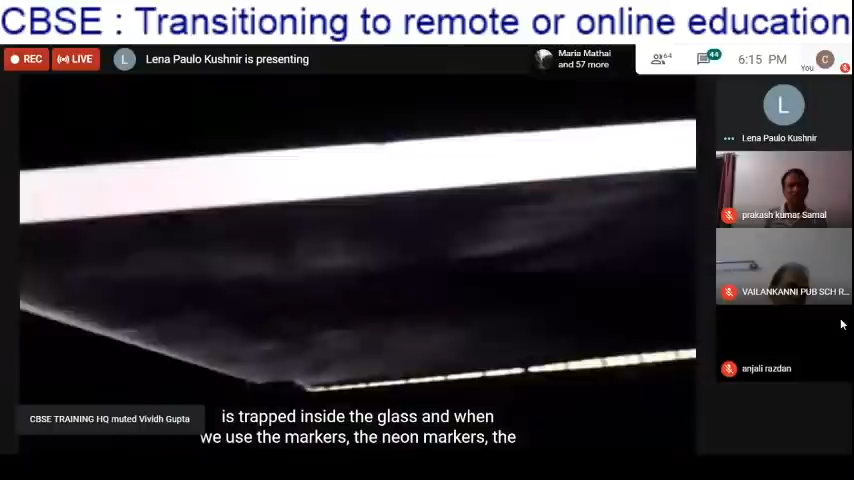 CBSE : Transitioning to remote or online education
REC
LIVE
L
Lena Paulo Kushnir is presenting
Maria Mathai
and 57 more
64
44
6:15 PM
You
C
L
Lena Paulo Kushnir
prakash kumar Samal
VAILANKANNI PUB SCH R...
anjali razdan
CBSE TRAINING HQ muted Vividh Gupta
is trapped inside the glass and when
we use the markers, the neon markers, the